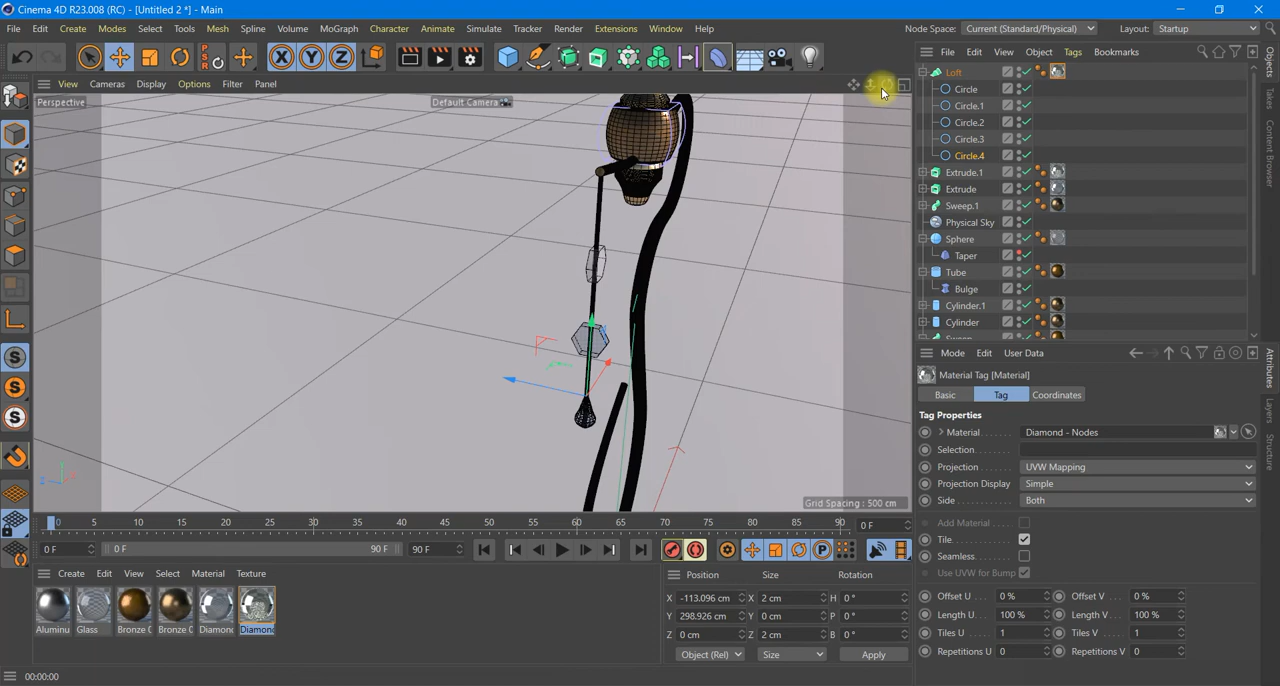 Cinema 4D R23.008 (RC) - [Untitled 2 *] - Main
File Edit Create Modes Select Tools Mesh Spline Volume MoGraph Character Animate Simulate Tracker Render Extensions Window Help Node Space: Current (Standard/Physical) Layout: Startup
X Y Z
PSR
File Edit View Object Tags Bookmarks
View Cameras Display Options Filter Panel
Perspective
Default Camera
Loft
Circle
Circle.1
Circle.2
Circle.3
Circle.4
Extrude.1
Extrude
Sweep.1
Physical Sky
Sphere
Taper
Tube
Bulge
Cylinder.1
Cylinder
Objects
Takes
Content Browser
Attributes
Layers
Structure
Mode Edit User Data
Material Tag [Material]
Basic Tag Coordinates
Tag Properties
Material Diamond - Nodes
Selection
Projection UVW Mapping
Projection Display Simple
Side Both
Add Material
Tile
Seamless
Use UVW for Bump
Offset U 0 % Offset V 0 %
Length U 100 % Length V 100 %
Tiles U 1 Tiles V 1
Repetitions U 0 Repetitions V 0
Grid Spacing : 500 cm
0 5 10 15 20 25 30 35 40 45 50 55 60 65 70 75 80 85 90 0 F
0 F 0 F 90 F 90 F
Create Edit View Select Material Texture
Aluminu Glass Bronze ( Bronze ( Diamond Diamond
Position Size Rotation
X -113.096 cm X 2 cm H 0 °
Y 298.926 cm Y 0 cm P 0 °
Z 0 cm Z 2 cm B 0 °
Object (Rel) Size Apply
00:00:00